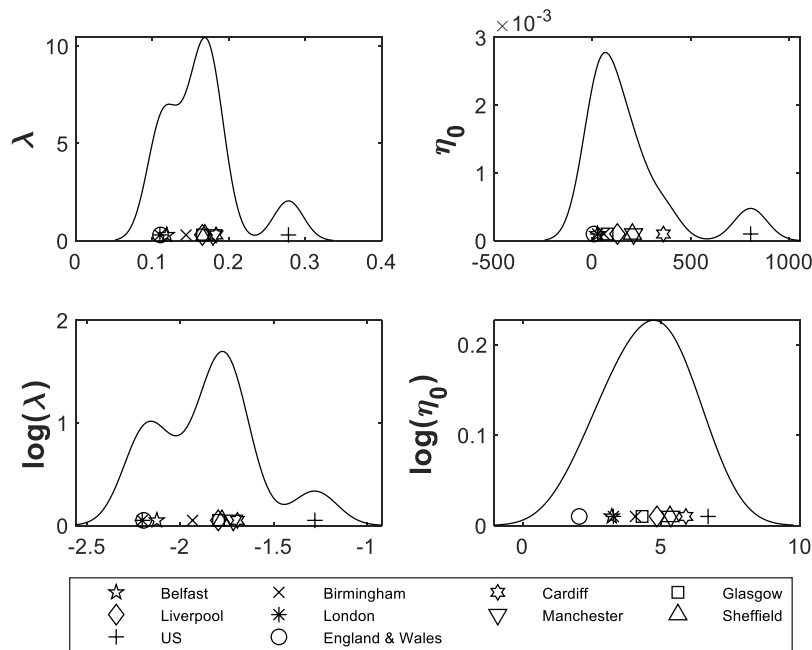 10
5
0
0 0.1 0.2 0.3 0.4
λ
×10⁻³
3
2
1
0
-500 0 500 1000
η₀
2
1
0
-2.5 -2 -1.5 -1
log(λ)
0.2
0.1
0
0 5 10
log(η₀)
Belfast Birmingham Cardiff Glasgow
Liverpool London Manchester Sheffield
US England & Wales